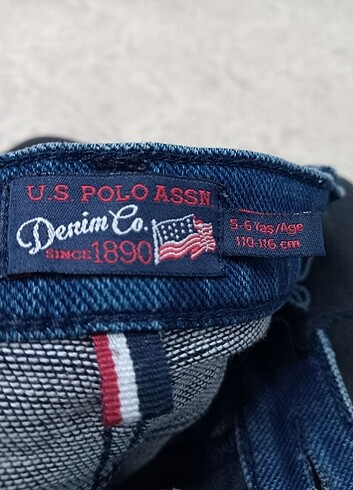 U.S. POLO ASSN.
Denim Co.
SINCE 1890
5-6 Yaş/Age
110-116 cm